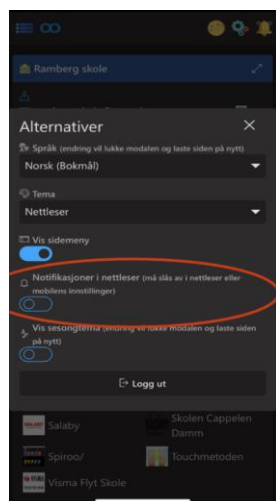 Ramberg skole
Alternativer
Språk (endring vil lukke modalen og laste siden på nytt)
Norsk (Bokmål)
Tema
Nettleser
Vis sidemeny
Notifikasjoner i nettleser (må slås av i nettleser eller
mobilens innstillinger)
Vis sesongtema (endring vil lukke modalen og laste siden
på nytt)
Logg ut
Salaby
Skolen Cappelen
Damm
Spiroo/
Touchmetoden
Visma Flyt Skole